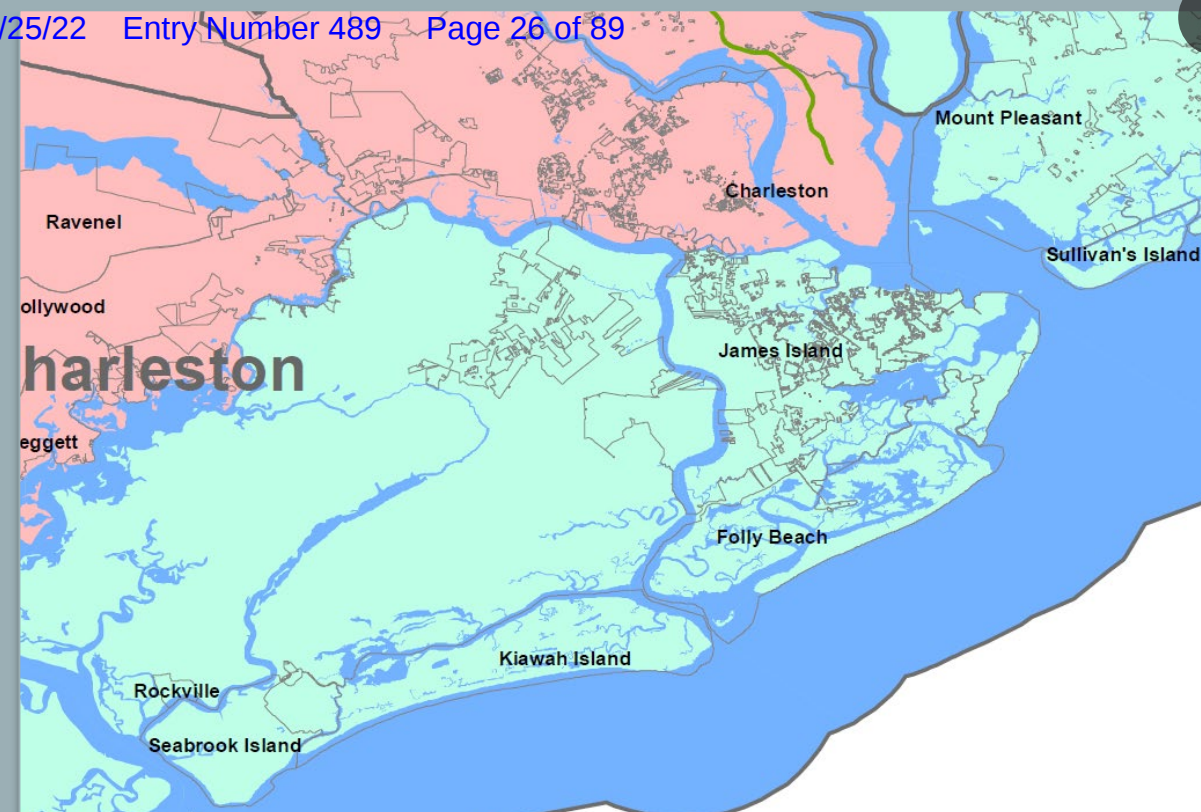 /25/22 Entry Number 489 Page 26 of 89
Mount Pleasant
Charleston
Ravenel
Sullivan's Island
ollywood
James Island
harleston
eggett
Folly Beach
Kiawah Island
Rockville
Seabrook Island